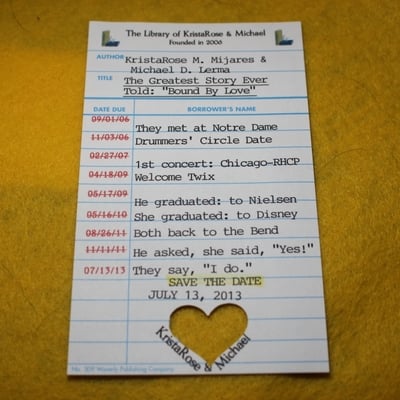 The Library of KristaRose & Michael
Founded in 2006
AUTHOR KristaRose M. Mijares &
Michael D. Lerma
TITLE The Greatest Story Ever
Told: "Bound By Love"
DATE DUE BORROWER'S NAME
09/01/06 They met at Notre Dame
11/03/06 Drummers' Circle Date
02/27/07 1st concert: Chicago-RHCP
04/18/09 Welcome Twix
05/17/09 He graduated: to Nielsen
05/16/10 She graduated: to Disney
08/26/11 Both back to the Bend
11/11/11 He asked, she said, "Yes!"
07/13/13 They say, "I do."
SAVE THE DATE
JULY 13, 2013
KristaRose & Michael
No. 309 Waverly Publishing Company